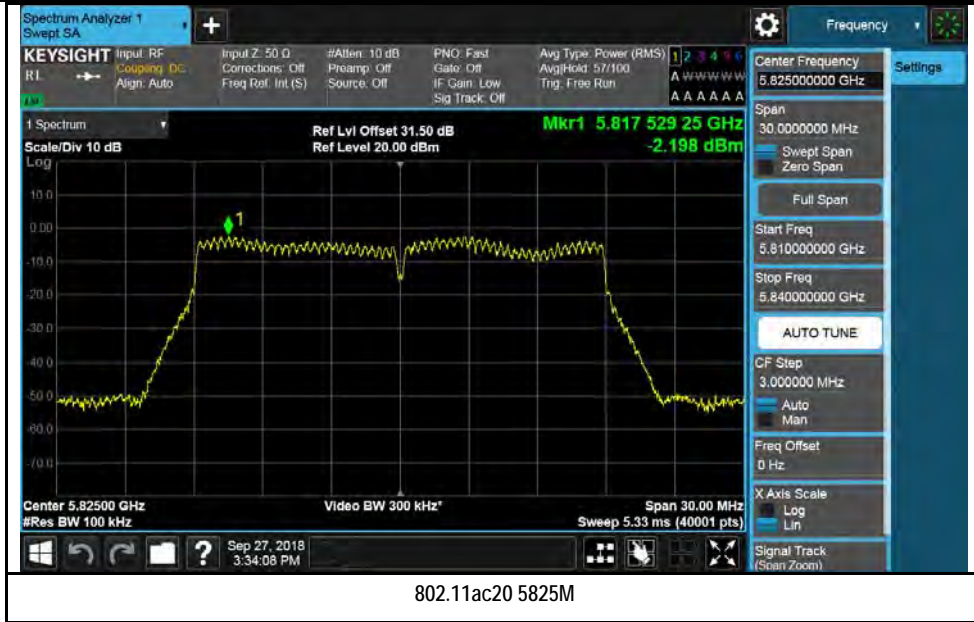 Spectrum Analyzer 1
Swept SA
+
Frequency
KEYSIGHT
RL
Input: RF
Coupling: DC
Align: Auto
Input Z: 50 Ω
Corrections: Off
Freq Ref: Int (S)
#Atten: 10 dB
Preamp: Off
Source: Off
PNO: Fast
Gate: Off
IF Gain: Low
Sig Track: Off
Avg Type: Power (RMS)
Avg|Hold: 57/100
Trig: Free Run
1 2 3 4 5 6
A W W W W W
A A A A A A
1 Spectrum
Scale/Div 10 dB
Ref Lvl Offset 31.50 dB
Ref Level 20.00 dBm
Mkr1 5.817 529 25 GHz
-2.198 dBm
Log
10.0
0.00
-10.0
-20.0
-30.0
-40.0
-50.0
-60.0
-70.0
1
Center 5.82500 GHz
#Res BW 100 kHz
Video BW 300 kHz*
Span 30.00 MHz
Sweep 5.33 ms (40001 pts)
?
Sep 27, 2018
3:34:08 PM
Center Frequency
5.825000000 GHz
Settings
Span
30.0000000 MHz
Swept Span
Zero Span
Full Span
Start Freq
5.810000000 GHz
Stop Freq
5.840000000 GHz
AUTO TUNE
CF Step
3.000000 MHz
Auto
Man
Freq Offset
0 Hz
X Axis Scale
Log
Lin
Signal Track
(Span Zoom)
802.11ac20 5825M